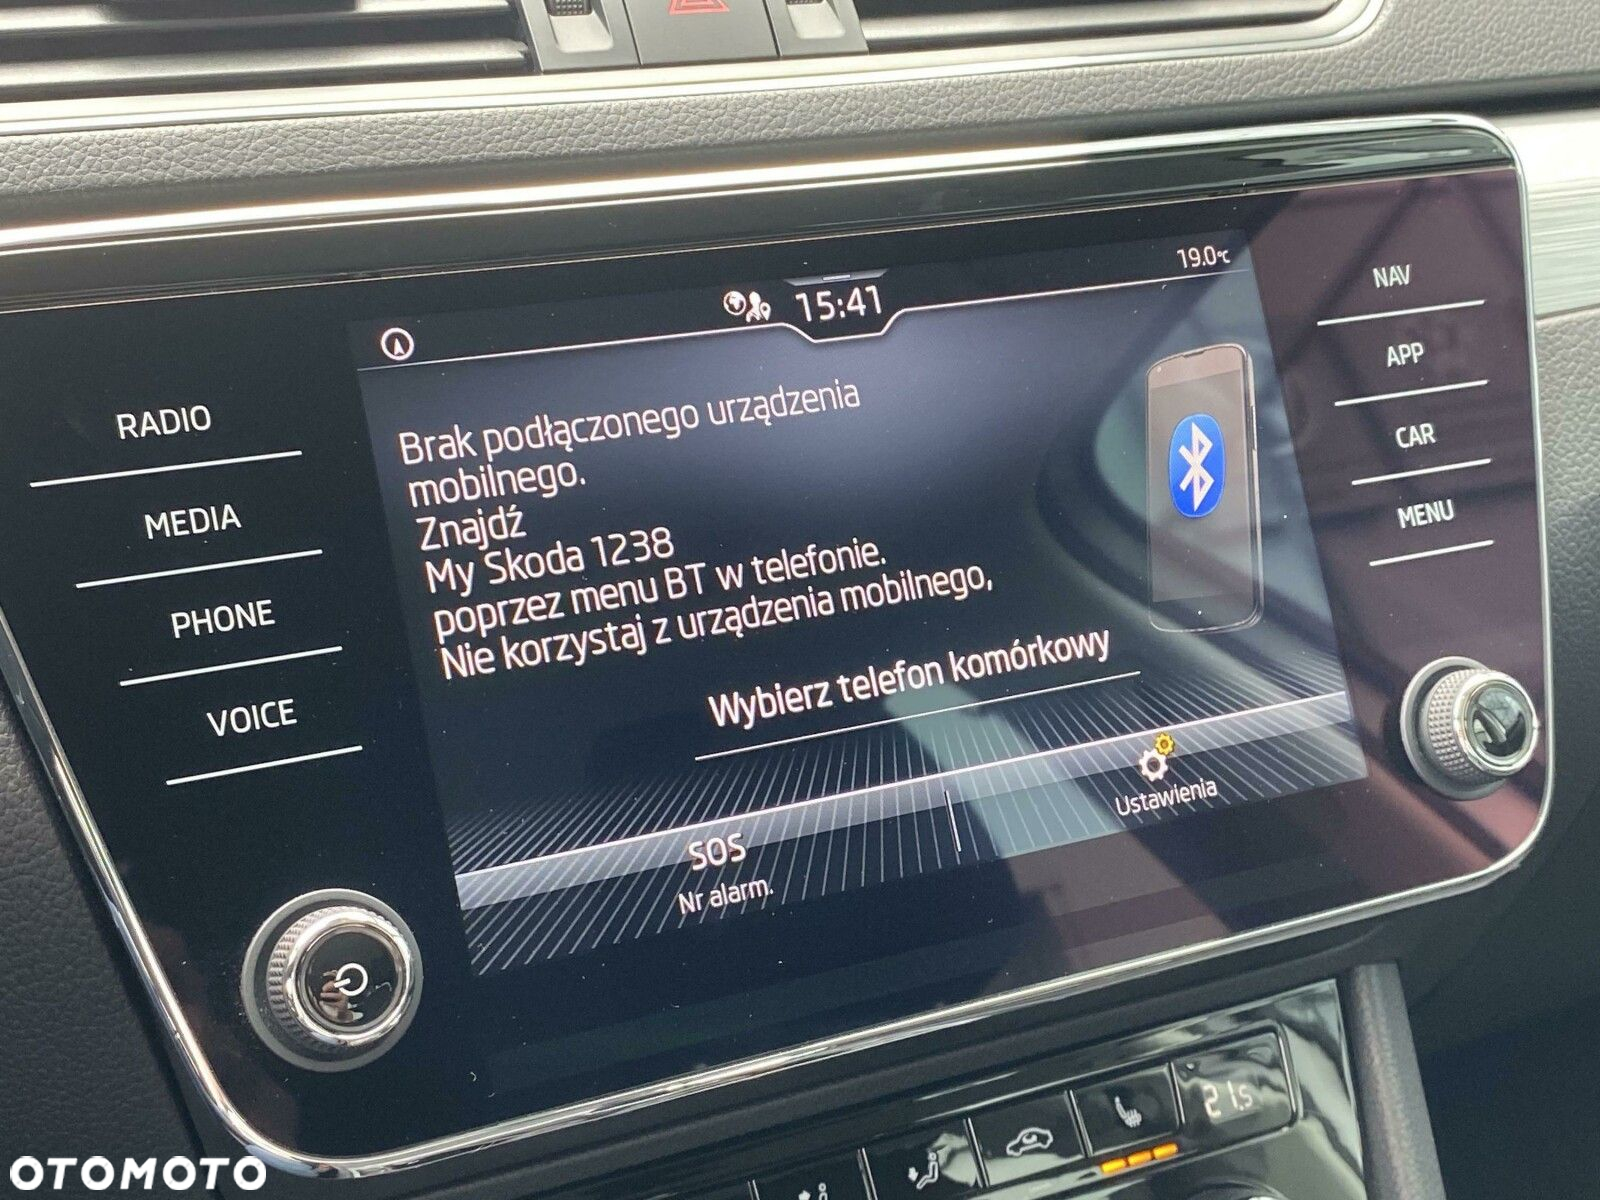 19.0°C
15:41
NAV
APP
CAR
MENU
RADIO
MEDIA
PHONE
VOICE
Brak podłączonego urządzenia
mobilnego.
Znajdź
My Skoda 1238
poprzez menu BT w telefonie.
Nie korzystaj z urządzenia mobilnego,
Wybierz telefon komórkowy
SOS
Nr alarm.
Ustawienia
21.5
OTOMOTO